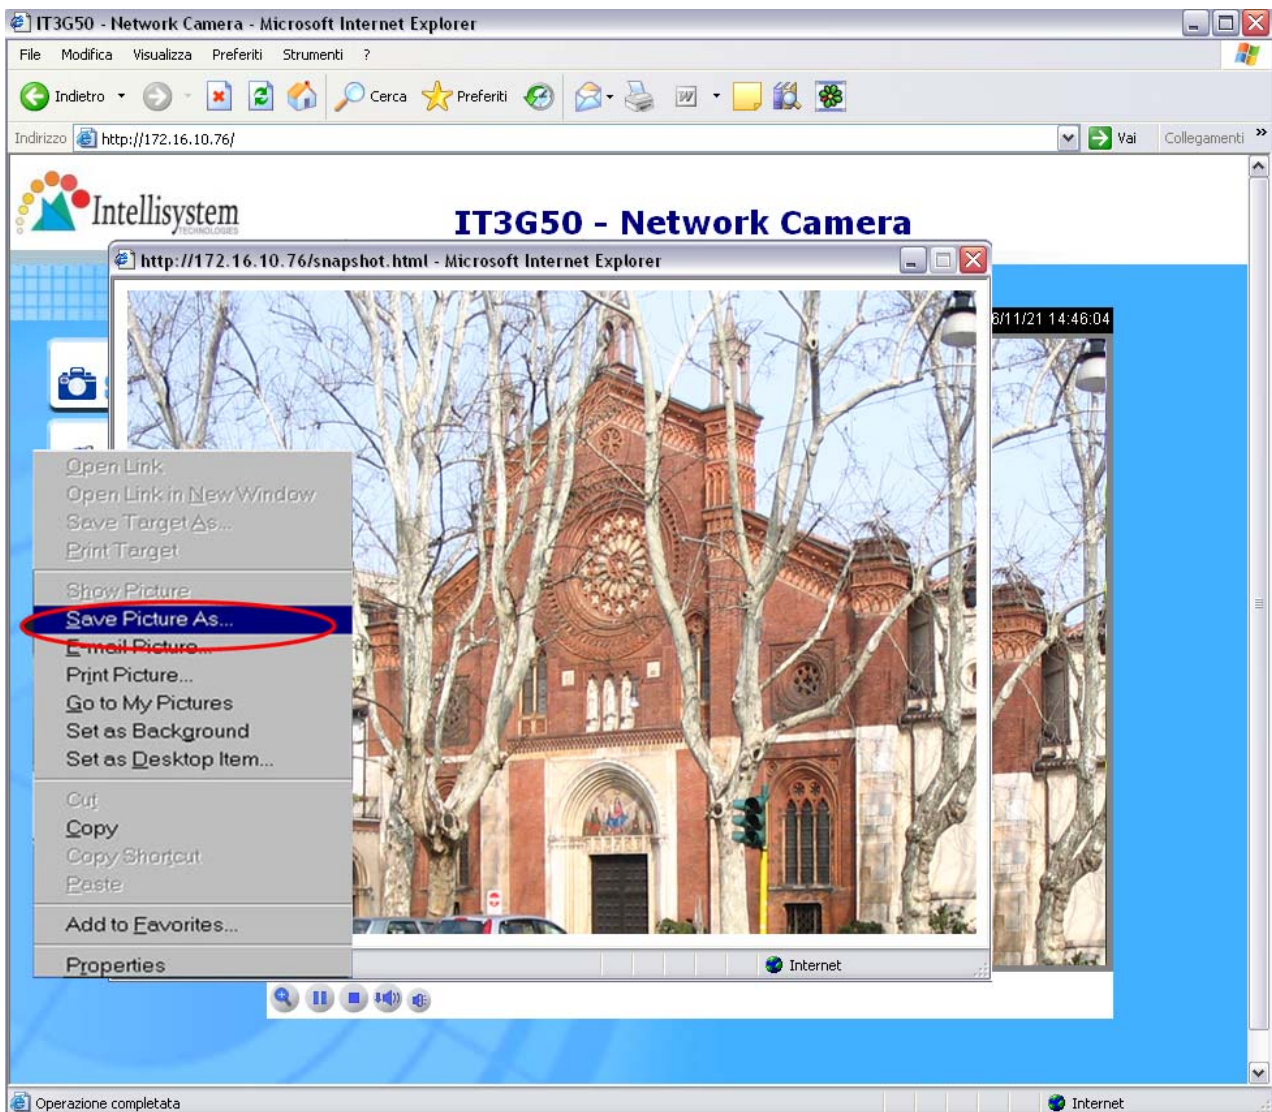 IT3G50 - Network Camera - Microsoft Internet Explorer
File Modifica Visualizza Preferiti Strumenti ?
Indietro Cerca Preferiti
Indirizzo http://172.16.10.76/ Vai Collegamenti »
Intellisystem
TECHNOLOGIES
IT3G50 - Network Camera
http://172.16.10.76/snapshot.html - Microsoft Internet Explorer
6/11/21 14:46:04
Open Link
Open Link in New Window
Save Target As...
Print Target
Show Picture
Save Picture As...
E-mail Picture...
Print Picture...
Go to My Pictures
Set as Background
Set as Desktop Item...
Cut
Copy
Copy Shortcut
Paste
Add to Favorites...
Properties
Internet
Operazione completata Internet